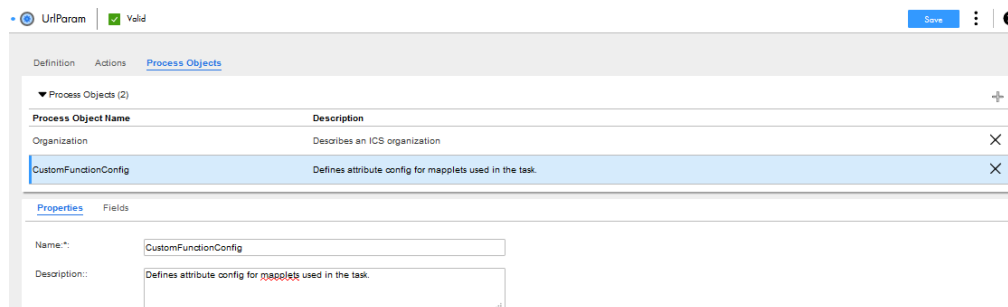 UrlParam Valid Save
Definition Actions Process Objects
Process Objects (2)
Process Object Name Description
Organization Describes an ICS organization
CustomFunctionConfig Defines attribute config for mapplets used in the task.
Properties Fields
Name:*: CustomFunctionConfig
Description:: Defines attribute config for mapplets used in the task.